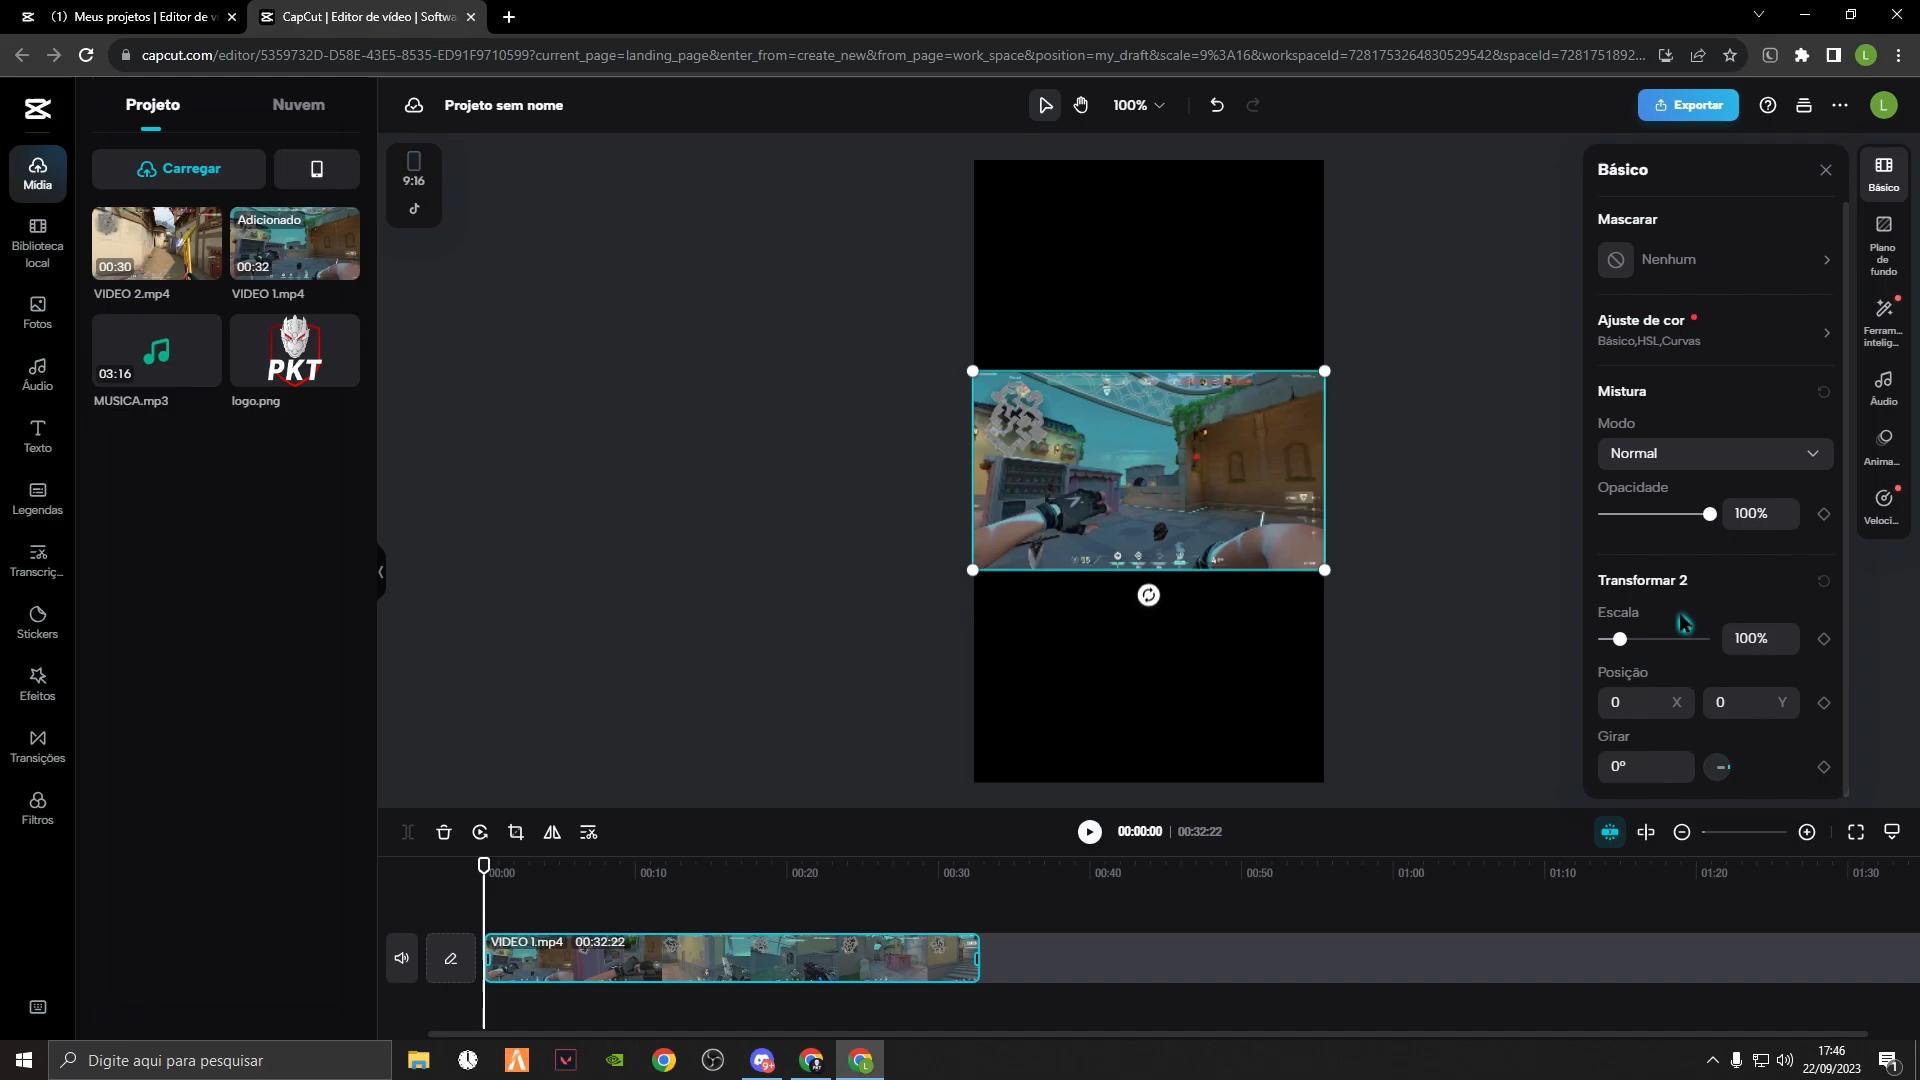 (1) Meus projetos | Editor de v
CapCut | Editor de vídeo | Softwa
capcut.com/editor/5359732D-D58E-43E5-8535-ED91F9710599?current_page=landing_page&enter_from=create_new&from_page=work_space&position=my_draft&scale=9%3A16&workspaceId=7281753264830529542&spaceId=7281751892...
L
Projeto
Nuvem
Projeto sem nome
100%
Exportar
L
Carregar
9:16
Mídia
Biblioteca local
Fotos
Áudio
Texto
Legendas
Transcriç...
Stickers
Efeitos
Transições
Filtros
00:30
VIDEO 2.mp4
Adicionado
00:32
VIDEO 1.mp4
03:16
MUSICA.mp3
PKT
logo.png
Básico
Mascarar
Nenhum
Ajuste de cor
Básico,HSL,Curvas
Mistura
Modo
Normal
Opacidade
100%
Transformar 2
Escala
100%
Posição
0 X
0 Y
Girar
0º
Básico
Plano
de
fundo
Ferram...
intelig...
Áudio
Anima...
Veloci...
00:00:00 | 00:32:22
00:00
00:10
00:20
00:30
00:40
00:50
01:00
01:10
01:20
01:30
VIDEO 1.mp4 00:32:22
Digite aqui para pesquisar
9+
L
17:46
22/09/2023
1